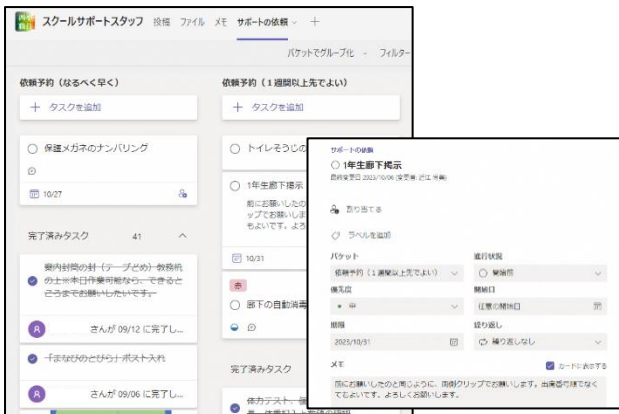 スクールサポートスタッフ 投稿 ファイル メモ サポートの依頼
バケットでグループ化 フィルター
依頼予約(なるべく早く)
+ タスクを追加
保護メガネのナンバリング
10/27
完了済みタスク 41
案内封筒の封(テープどめ)教務机
の上※本日作業可能なら、できると
ころまでお願いしたいです。
A さんが 09/12 に完了し...
「まなびのとびら」ポスト入れ
A さんが 09/06 に完了し...
依頼予約(1週間以上先でよい)
+ タスクを追加
トイレそうじの
1年生廊下掲示
前にお願いしたの
ップでお願いしま
もよいです。よろ
10/31
赤
廊下の自動消毒
完了済みタスク
体力テスト、
サポートの依頼
1年生廊下掲示
最終変更日 2023/10/06
割り当てる
ラベルを追加
バケット 進行状況
依頼予約(1週間以上先でよい) 開始前
優先度 開始日
中 任意の開始日
期限 繰り返し
2023/10/31 繰り返しなし
メモ カードに表示する
前にお願いしたのと同じように、両側クリップでお願いします。出席番号順でなく
てもよいです。よろしくお願いします。